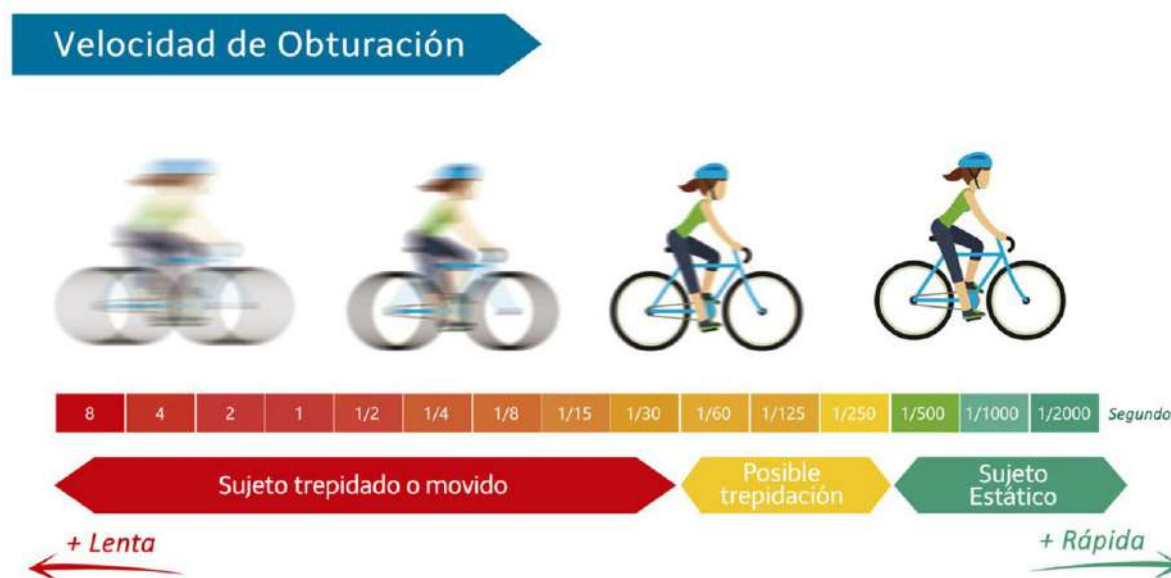 Velocidad de Obturación
8 4 2 1 1/2 1/4 1/8 1/15 1/30 1/60 1/125 1/250 1/500 1/1000 1/2000 Segundo
Sujeto trepidado o movido
Posible
trepidación
Sujeto
Estático
+ Lenta
+ Rápida